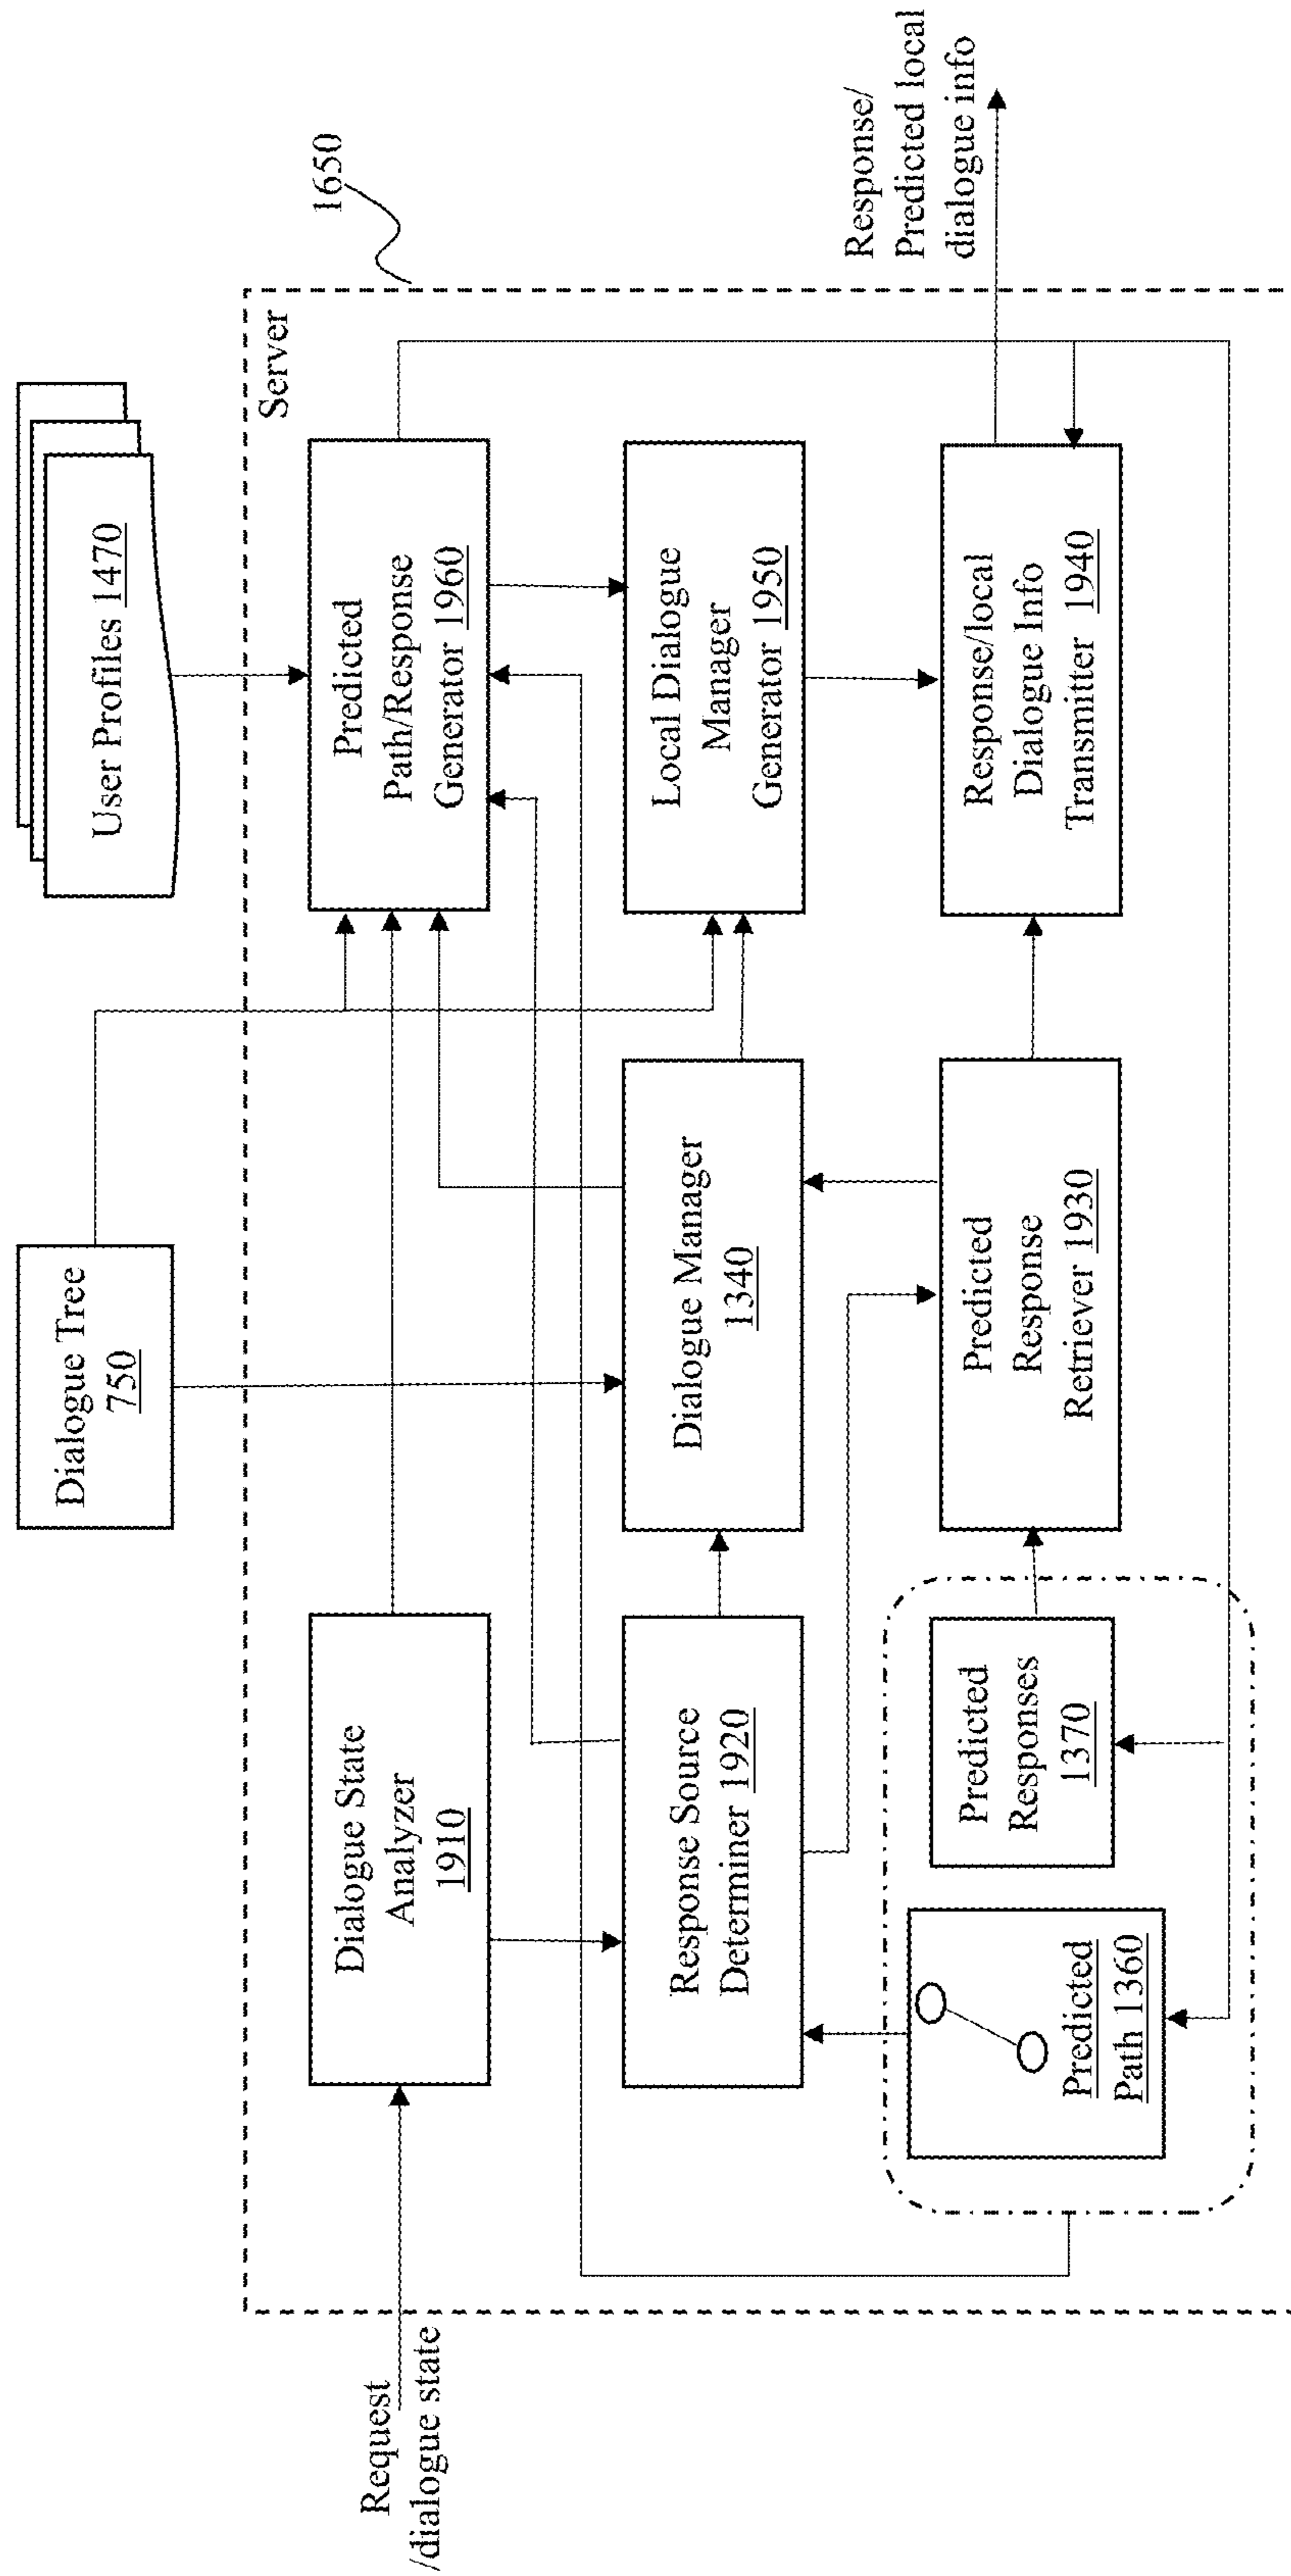 Dialogue Tree
750
User Profiles 1470
Server
1650
Request
/dialogue state
Dialogue State
Analyzer
1910
Predicted
Path/Response
Generator 1960
Response Source
Determiner 1920
Dialogue Manager
1340
Local Dialogue
Manager
Generator 1950
Predicted
Path 1360
Predicted
Responses
1370
Predicted
Response
Retriever 1930
Response/local
Dialogue Info
Transmitter 1940
Response/
Predicted local
dialogue info